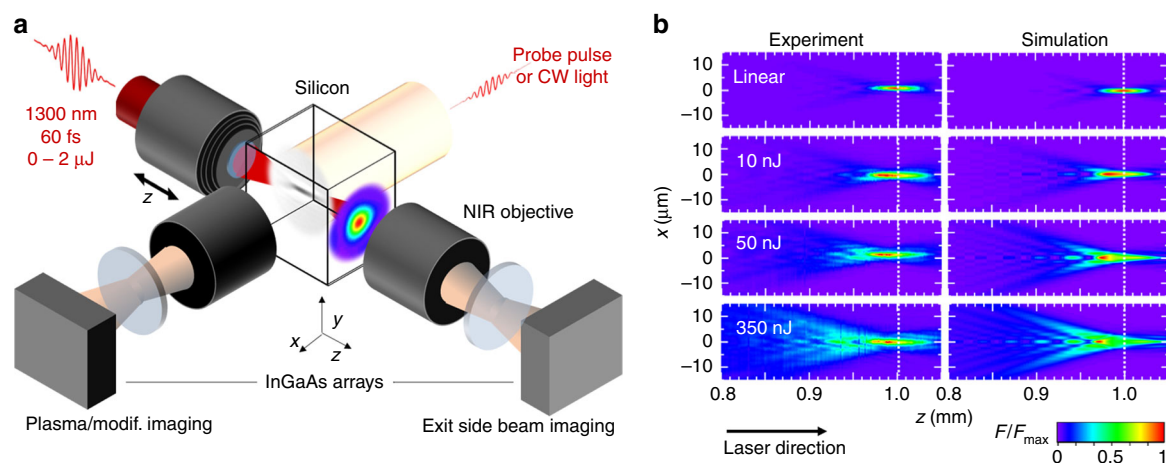 a
1300 nm
60 fs
0 – 2 μJ
z
Silicon
Probe pulse
or CW light
NIR objective
y
x
z
InGaAs arrays
Plasma/modif. imaging
Exit side beam imaging
b
Experiment
Simulation
Linear
10 nJ
50 nJ
350 nJ
x (μm)
10
0
−10
10
0
−10
10
0
−10
10
0
−10
0.8
0.9
1.0
0.8
0.9
1.0
z (mm)
Laser direction
F/Fmax
0
0.5
1